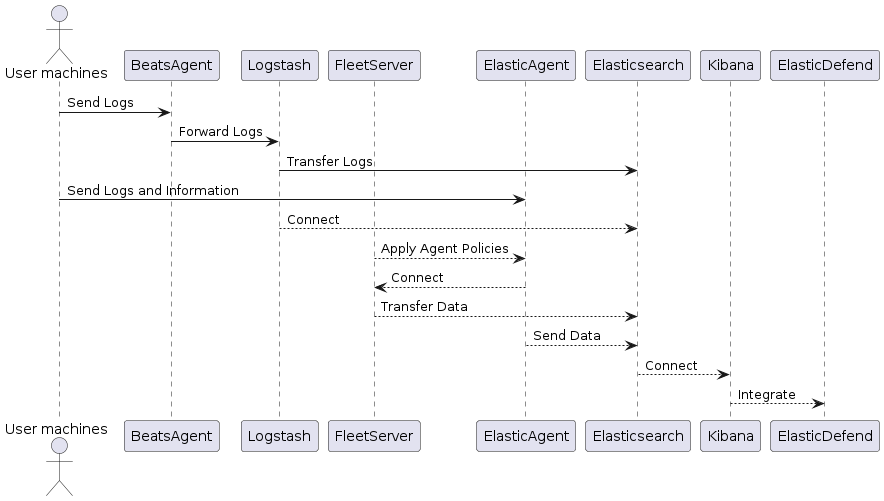 User machines
BeatsAgent
Logstash
FleetServer
ElasticAgent
Elasticsearch
Kibana
ElasticDefend
Send Logs
Forward Logs
Transfer Logs
Send Logs and Information
Connect
Apply Agent Policies
Connect
Transfer Data
Send Data
Connect
Integrate
User machines
BeatsAgent
Logstash
FleetServer
ElasticAgent
Elasticsearch
Kibana
ElasticDefend